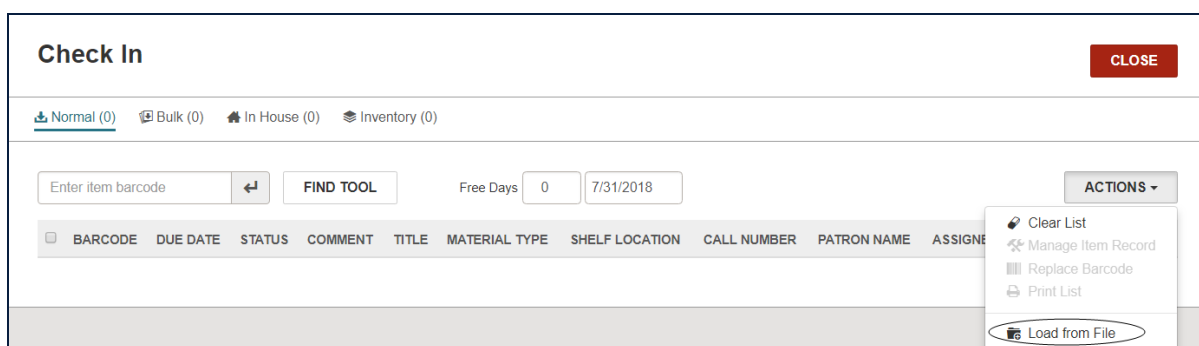 Check In
CLOSE
Normal (0) Bulk (0) In House (0) Inventory (0)
Enter item barcode FIND TOOL Free Days 0 7/31/2018 ACTIONS
BARCODE DUE DATE STATUS COMMENT TITLE MATERIAL TYPE SHELF LOCATION CALL NUMBER PATRON NAME ASSIGNE
Clear List
Manage Item Record
Replace Barcode
Print List
Load from File